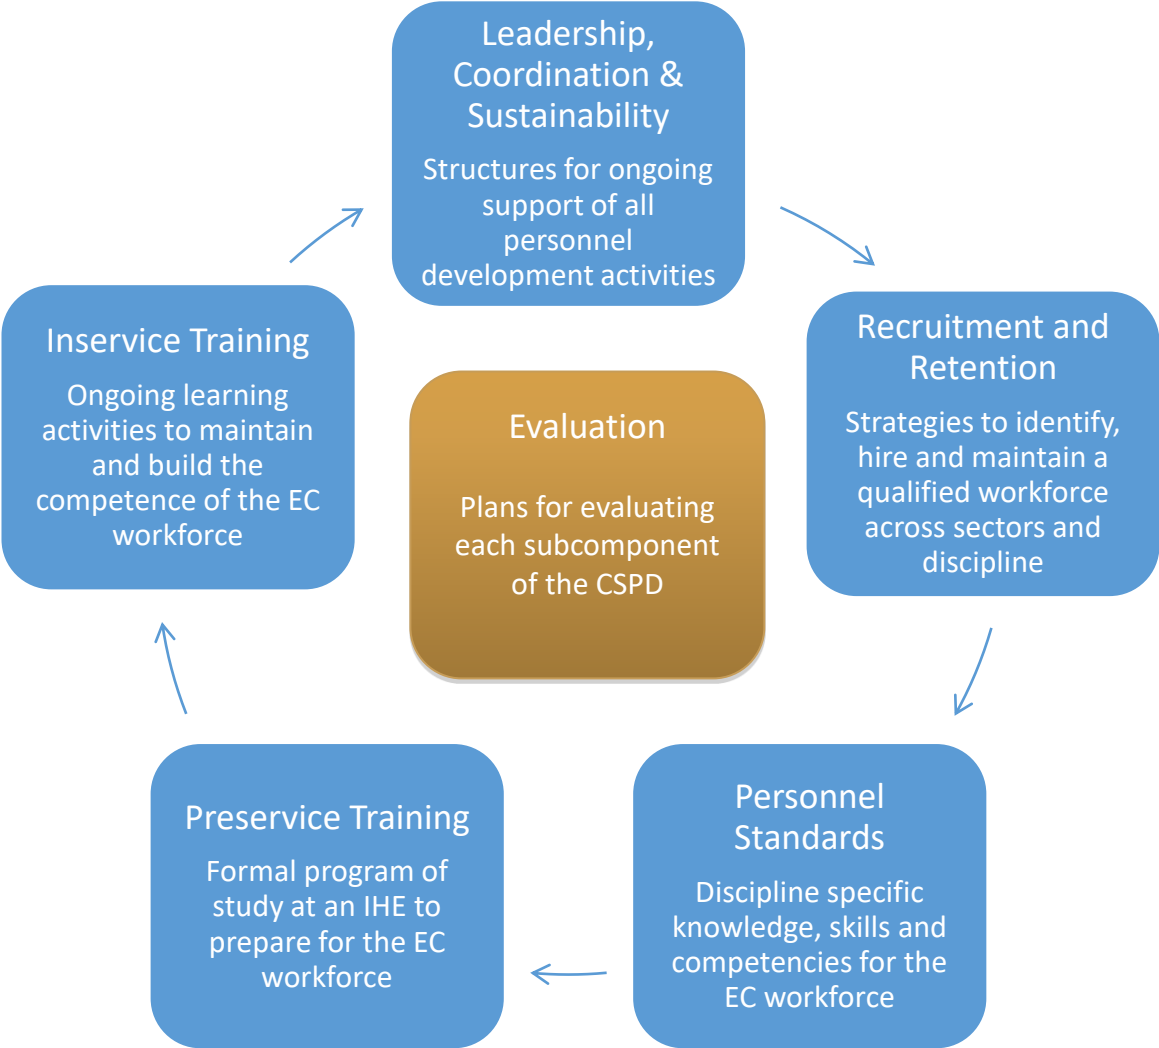 Leadership,
Coordination &
Sustainability
Structures for ongoing
support of all
personnel
development activities
Recruitment and
Retention
Strategies to identify,
hire and maintain a
qualified workforce
across sectors and
discipline
Personnel
Standards
Discipline specific
knowledge, skills and
competencies for the
EC workforce
Preservice Training
Formal program of
study at an IHE to
prepare for the EC
workforce
Inservice Training
Ongoing learning
activities to maintain
and build the
competence of the EC
workforce
Evaluation
Plans for evaluating
each subcomponent
of the CSPD